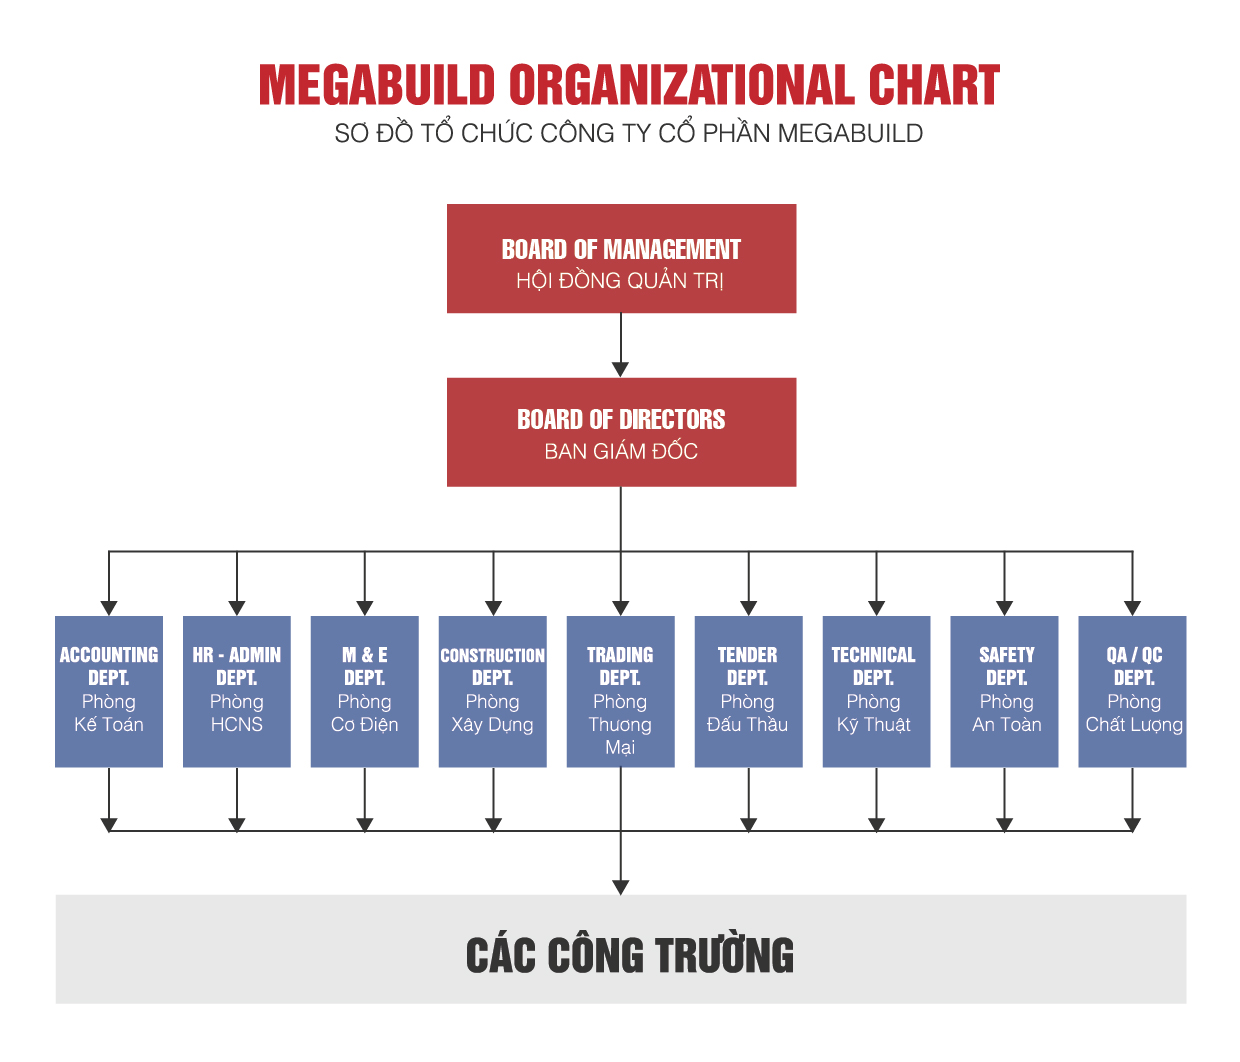 MEGABUILD ORGANIZATIONAL CHART
SƠ ĐỒ TỔ CHỨC CÔNG TY CỔ PHẦN MEGABUILD
BOARD OF MANAGEMENT
HỘI ĐỒNG QUẢN TRỊ
BOARD OF DIRECTORS
BAN GIÁM ĐỐC
ACCOUNTING
DEPT.
Phòng
Kế Toán
HR - ADMIN
DEPT.
Phòng
HCNS
M & E
DEPT.
Phòng
Cơ Điện
CONSTRUCTION
DEPT.
Phòng
Xây Dựng
TRADING
DEPT.
Phòng
Thương
Mại
TENDER
DEPT.
Phòng
Đấu Thầu
TECHNICAL
DEPT.
Phòng
Kỹ Thuật
SAFETY
DEPT.
Phòng
An Toàn
QA / QC
DEPT.
Phòng
Chất Lượng
CÁC CÔNG TRƯỜNG